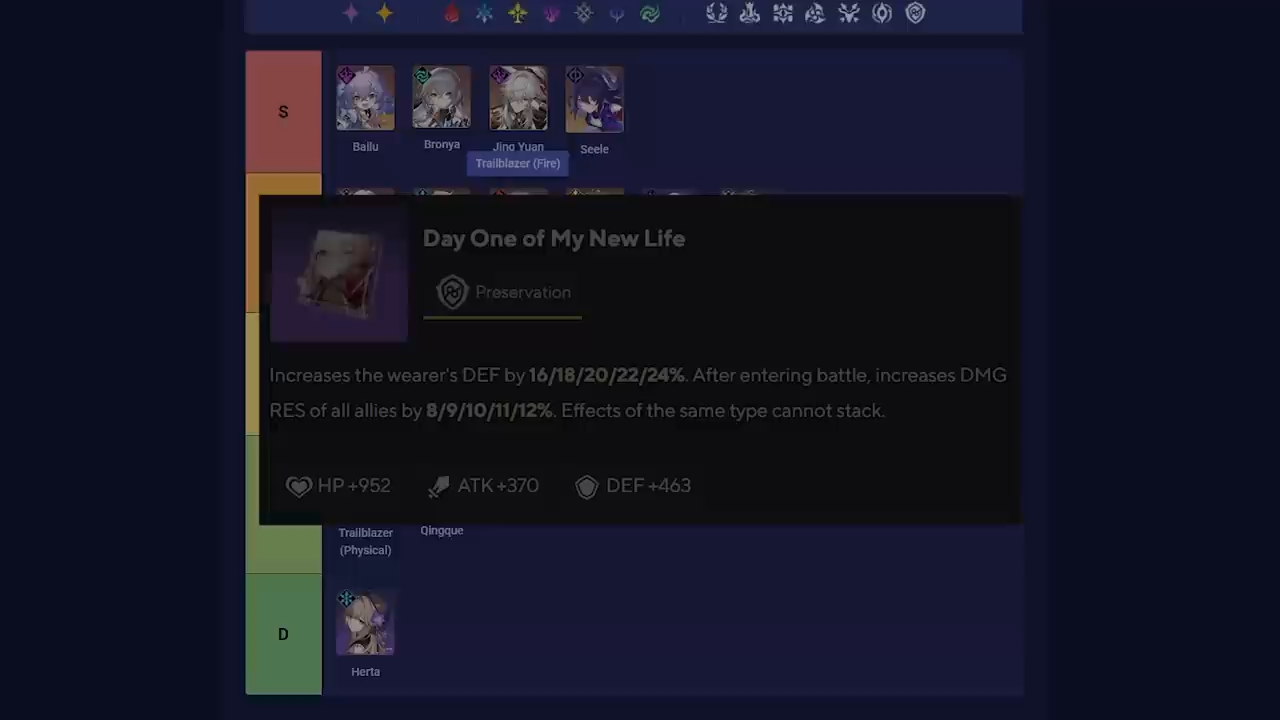 S
Bailu
Bronya
Jing Yuan
Seele
Trailblazer (Fire)
Day One of My New Life
Preservation
Increases the wearer's DEF by 16/18/20/22/24%. After entering battle, increases DMG
RES of all allies by 8/9/10/11/12%. Effects of the same type cannot stack.
HP +952
ATK +370
DEF +463
Trailblazer
(Physical)
Qingque
D
Herta